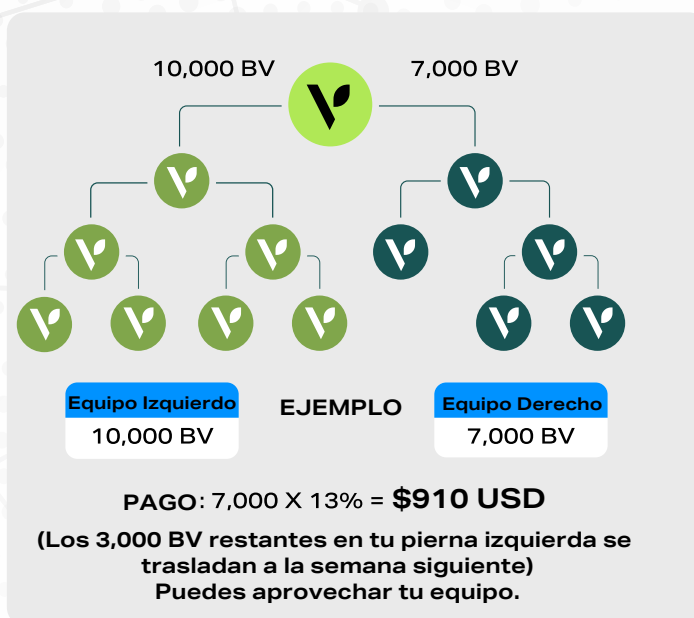 10,000 BV
7,000 BV
Equipo Izquierdo
10,000 BV
EJEMPLO
Equipo Derecho
7,000 BV
PAGO: 7,000 X 13% = $910 USD
(Los 3,000 BV restantes en tu pierna izquierda se
trasladan a la semana siguiente)
Puedes aprovechar tu equipo.